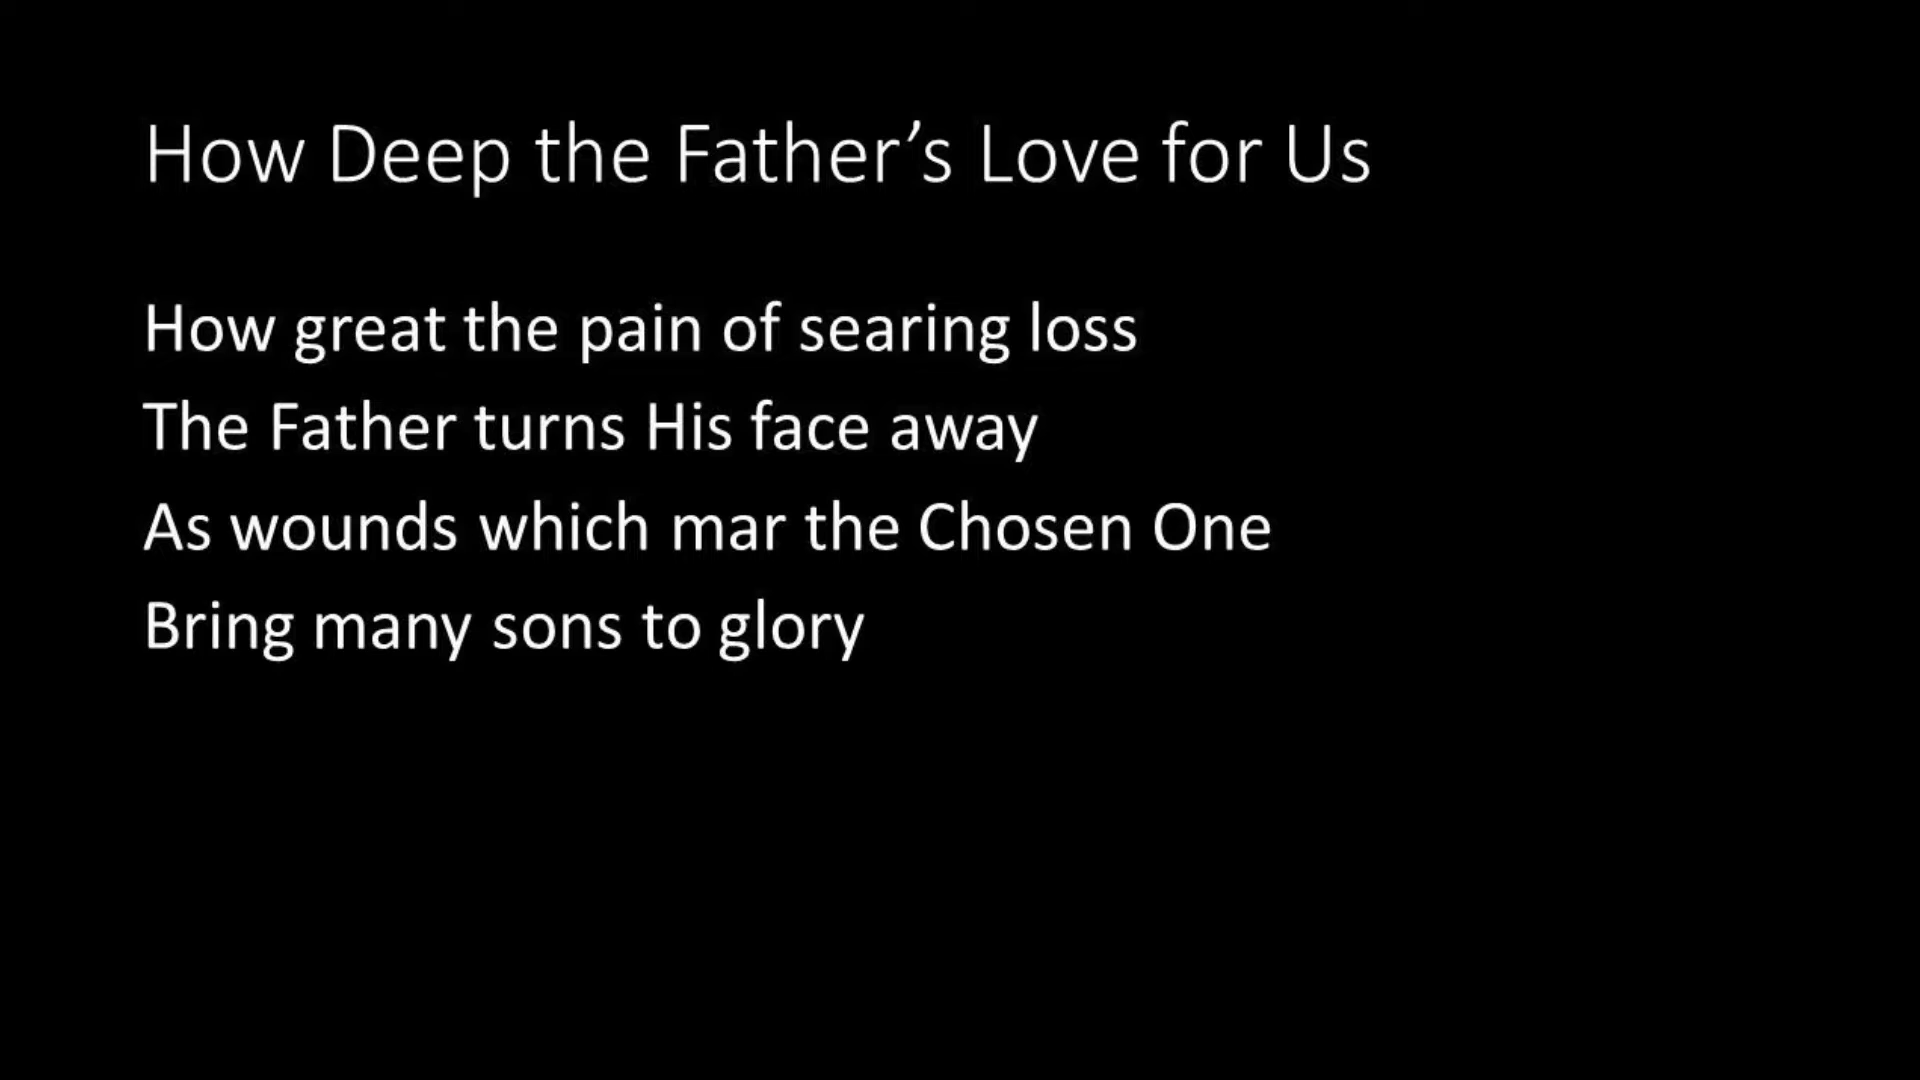 How Deep the Father’s Love for Us
How great the pain of searing loss
The Father turns His face away
As wounds which mar the Chosen One
Bring many sons to glory